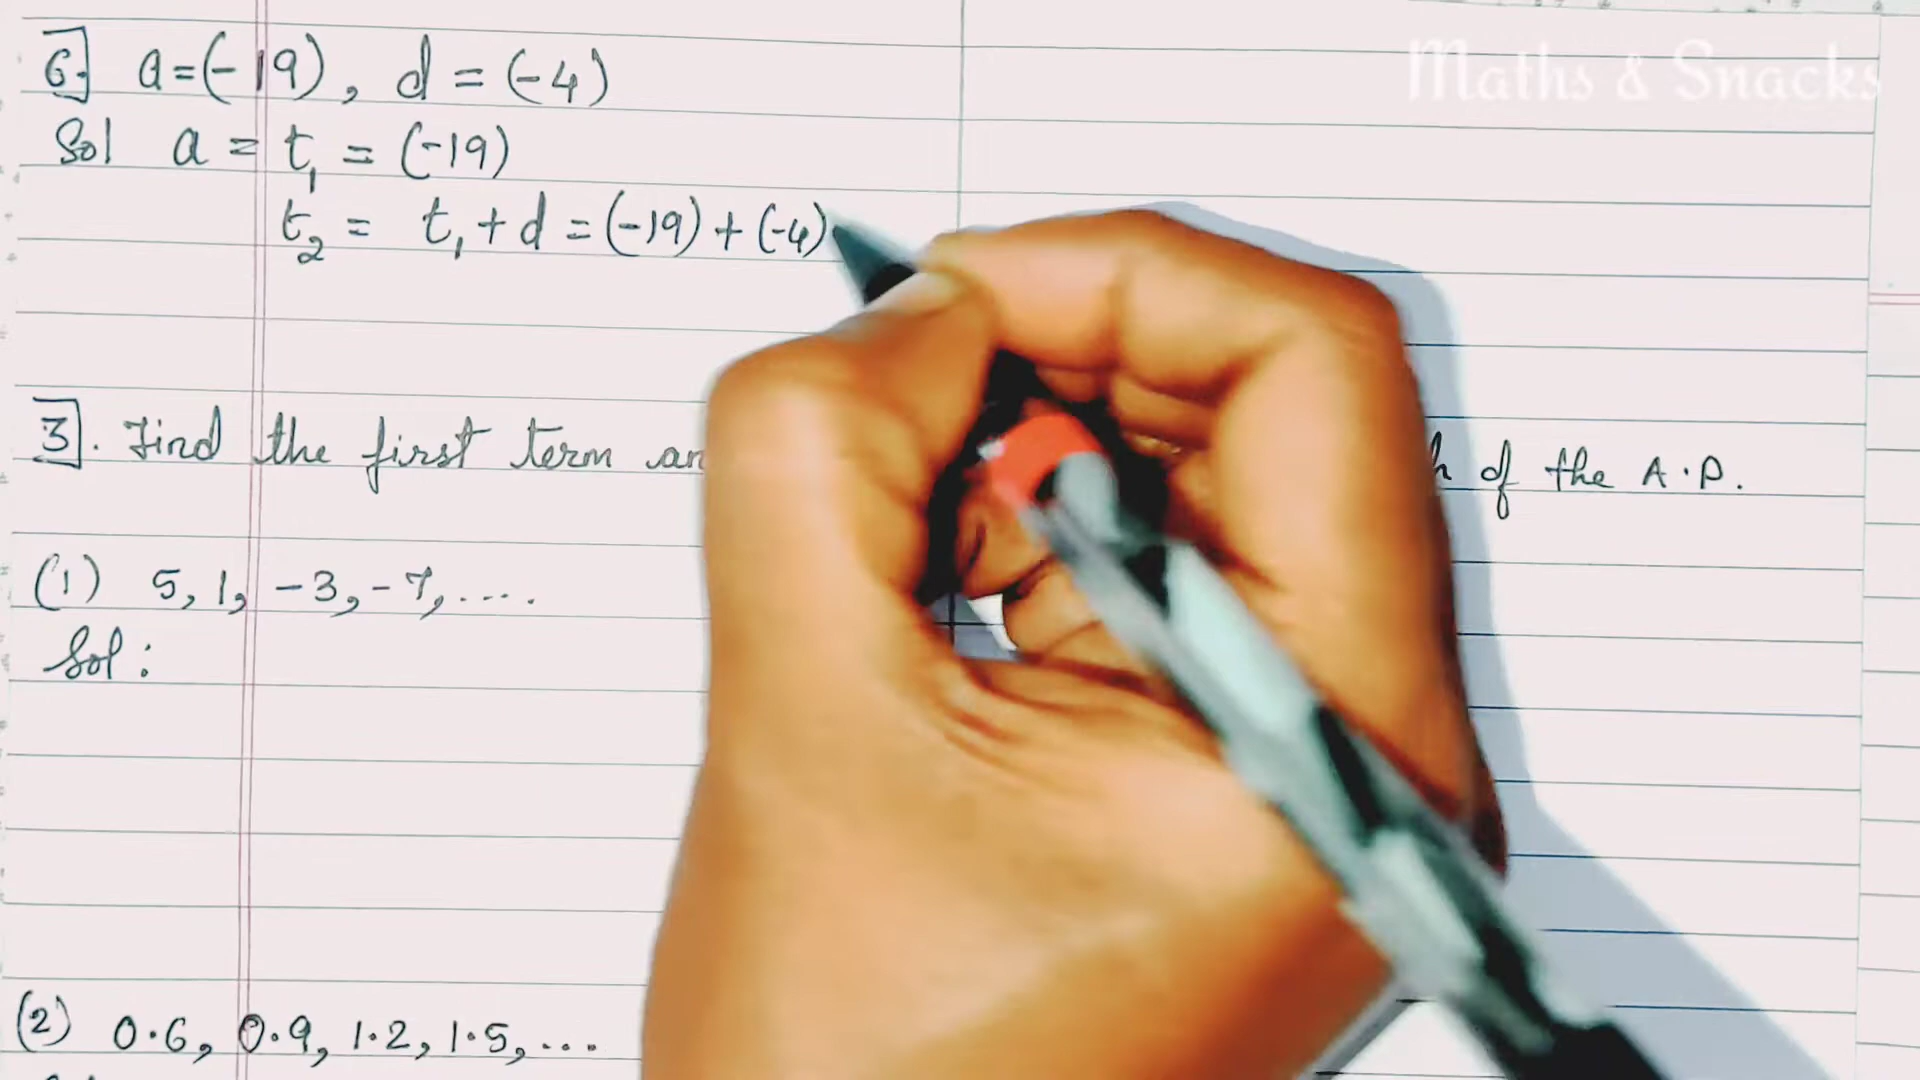 6. a=(-19), d = (-4)
Maths & Snacks
Sol a = t₁ = (-19)
t₂ = t₁ + d = (-19) + (-4)
3. Find the first term of the A.P.
(1) 5, 1, -3, -7, ....
Sol :
(2) 0.6, 0.9, 1.2, 1.5, ...